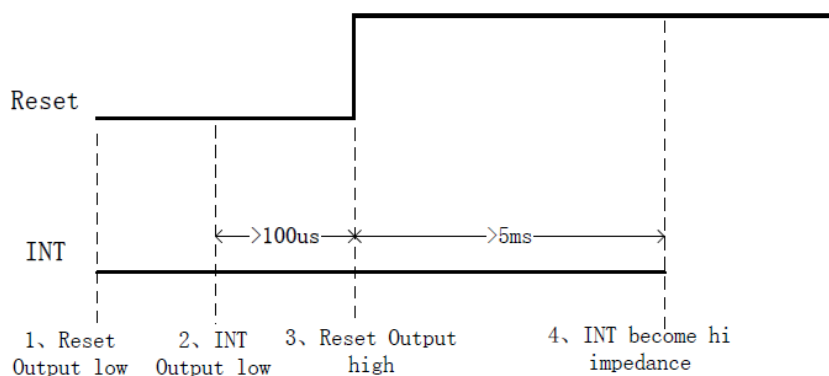 Reset
>100us
>5ms
INT
1、Reset
Output low
2、INT
Output low
3、Reset Output
high
4、INT become hi
impedance